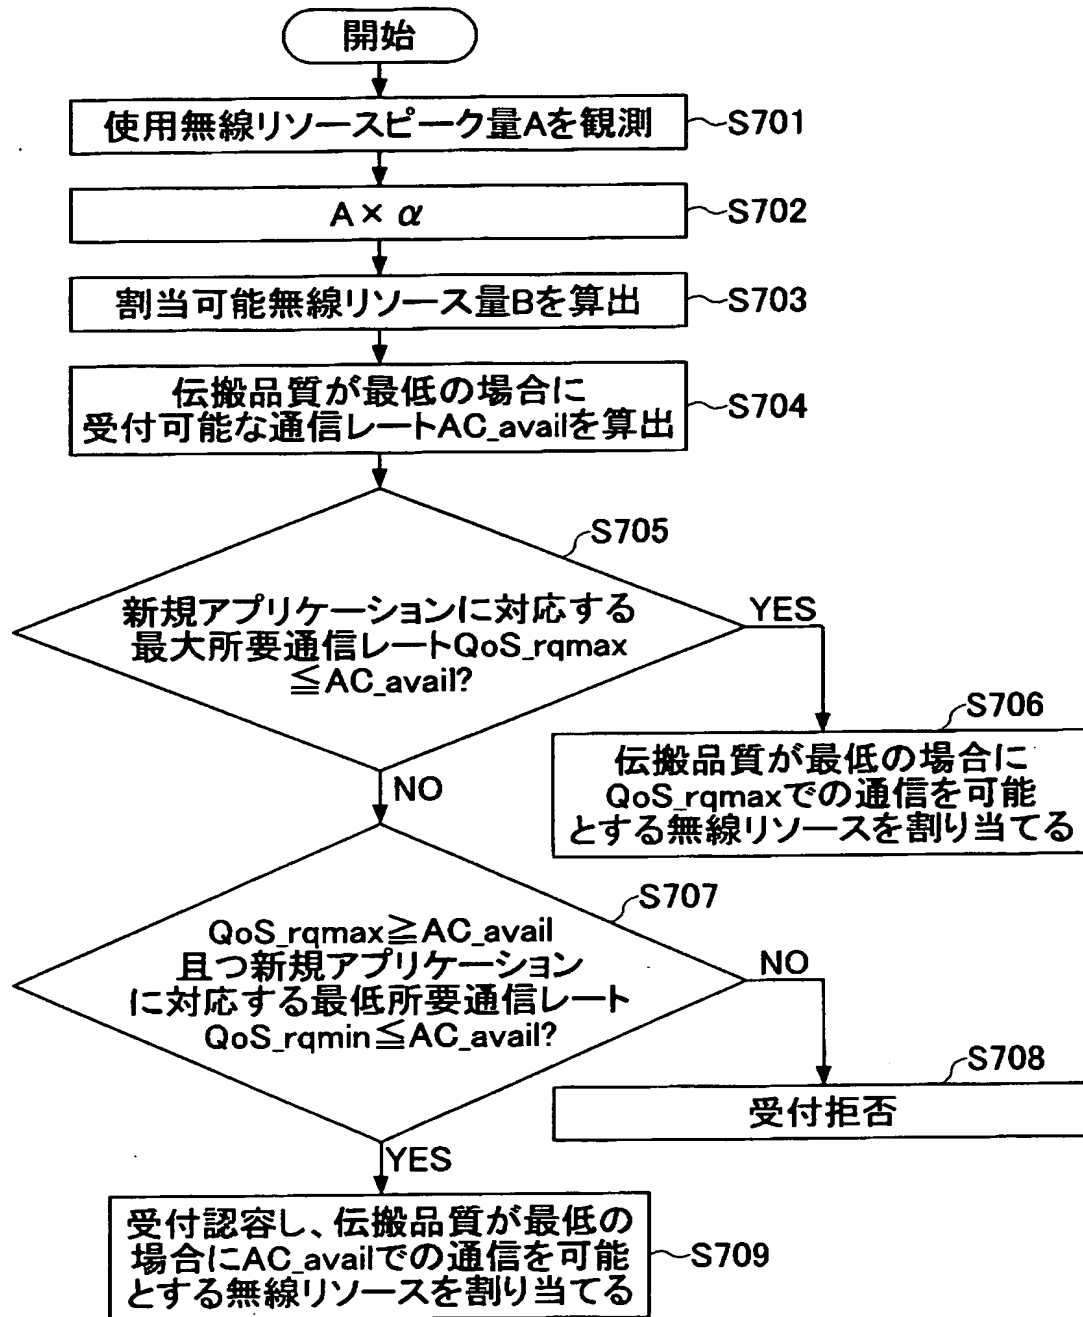 開始
使用無線リソースピーク量Aを観測
S701
A× α
S702
割当可能無線リソース量Bを算出
S703
伝搬品質が最低の場合に
受付可能な通信レートAC_availを算出
S704
S705
新規アプリケーションに対応する
最大所要通信レートQoS_rqmax
≦AC_avail?
YES
S706
伝搬品質が最低の場合に
QoS_rqmaxでの通信を可能
とする無線リソースを割り当てる
NO
S707
QoS_rqmax≧AC_avail
且つ新規アプリケーション
に対応する最低所要通信レート
QoS_rqmin≦AC_avail?
NO
S708
受付拒否
YES
受付認容し、伝搬品質が最低の
場合にAC_availでの通信を可能
とする無線リソースを割り当てる
S709